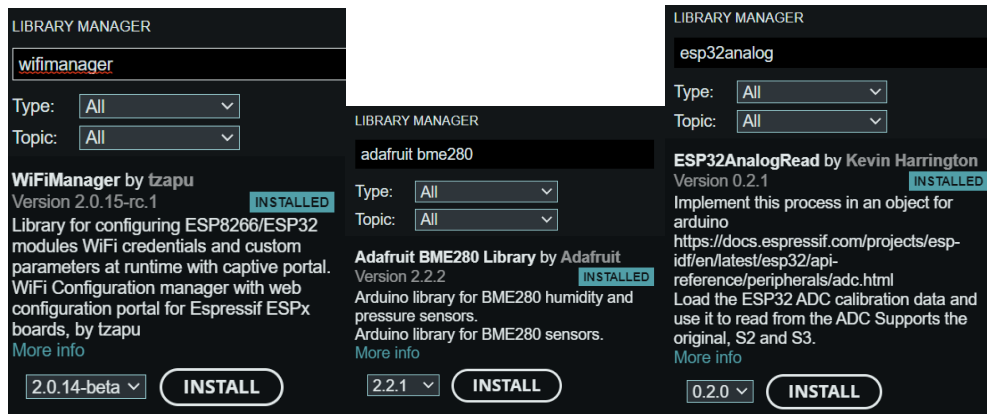 LIBRARY MANAGER
wifimanager
Type: All
Topic: All
WiFiManager by tzapu
Version 2.0.15-rc.1 INSTALLED
Library for configuring ESP8266/ESP32
modules WiFi credentials and custom
parameters at runtime with captive portal.
WiFi Configuration manager with web
configuration portal for Espressif ESPx
boards, by tzapu
More info
2.0.14-beta INSTALL
LIBRARY MANAGER
adafruit bme280
Type: All
Topic: All
Adafruit BME280 Library by Adafruit
Version 2.2.2 INSTALLED
Arduino library for BME280 humidity and
pressure sensors.
Arduino library for BME280 sensors.
More info
2.2.1 INSTALL
LIBRARY MANAGER
esp32analog
Type: All
Topic: All
ESP32AnalogRead by Kevin Harrington
Version 0.2.1 INSTALLED
Implement this process in an object for
arduino
https://docs.espressif.com/projects/esp-
idf/en/latest/esp32/api-
reference/peripherals/adc.html
Load the ESP32 ADC calibration data and
use it to read from the ADC Supports the
original, S2 and S3.
More info
0.2.0 INSTALL